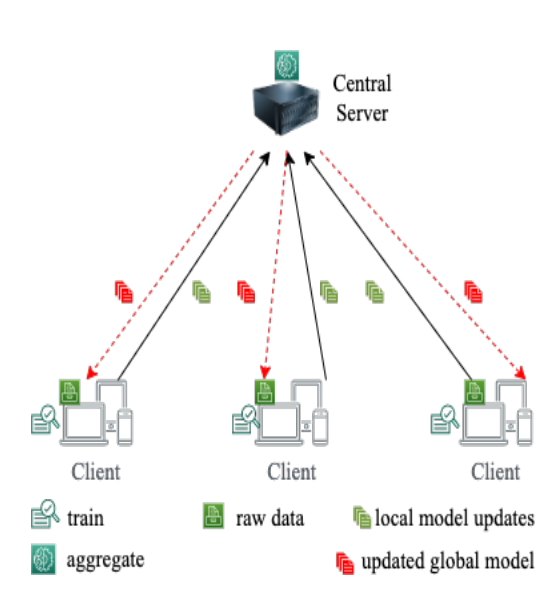 Central
Server
Client
Client
Client
train
raw data
local model updates
aggregate
updated global model